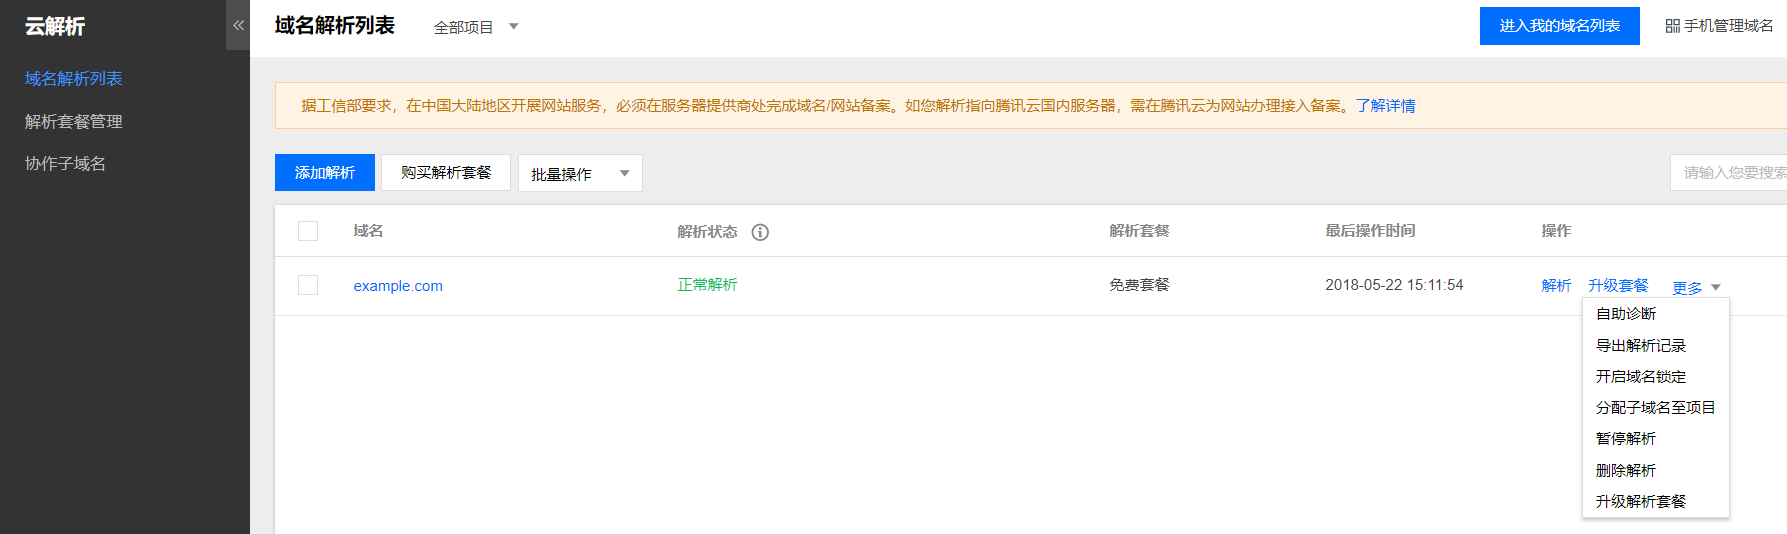 云解析
域名解析列表
解析套餐管理
协作子域名
域名解析列表 全部项目
进入我的域名列表 手机管理域名
据工信部要求，在中国大陆地区开展网站服务，必须在服务器提供商处完成域名/网站备案。如您解析指向腾讯云国内服务器，需在腾讯云为网站办理接入备案。了解详情
添加解析 购买解析套餐 批量操作 请输入您要搜索
域名 解析状态 解析套餐 最后操作时间 操作
example.com 正常解析 免费套餐 2018-05-22 15:11:54 解析 升级套餐 更多
自助诊断
导出解析记录
开启域名锁定
分配子域名至项目
暂停解析
删除解析
升级解析套餐